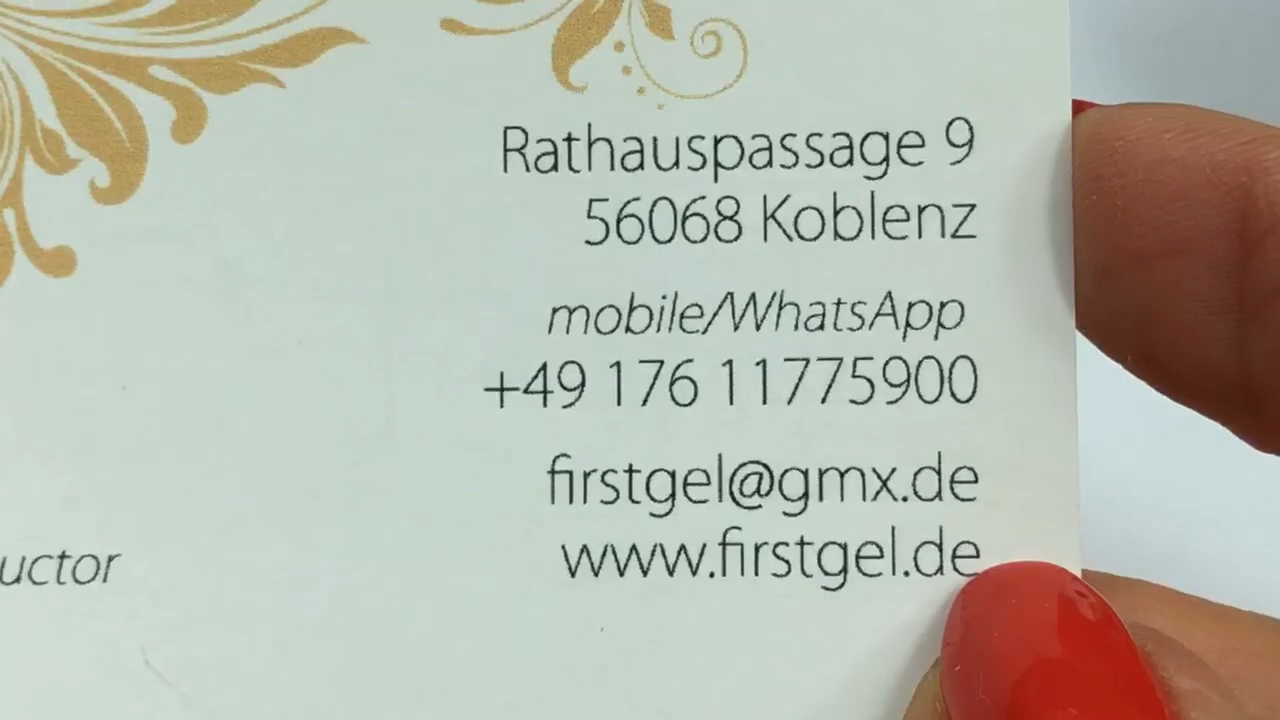 Rathauspassage 9
56068 Koblenz
mobile/WhatsApp
+49 176 11775900
firstgel@gmx.de
www.firstgel.de
uctor